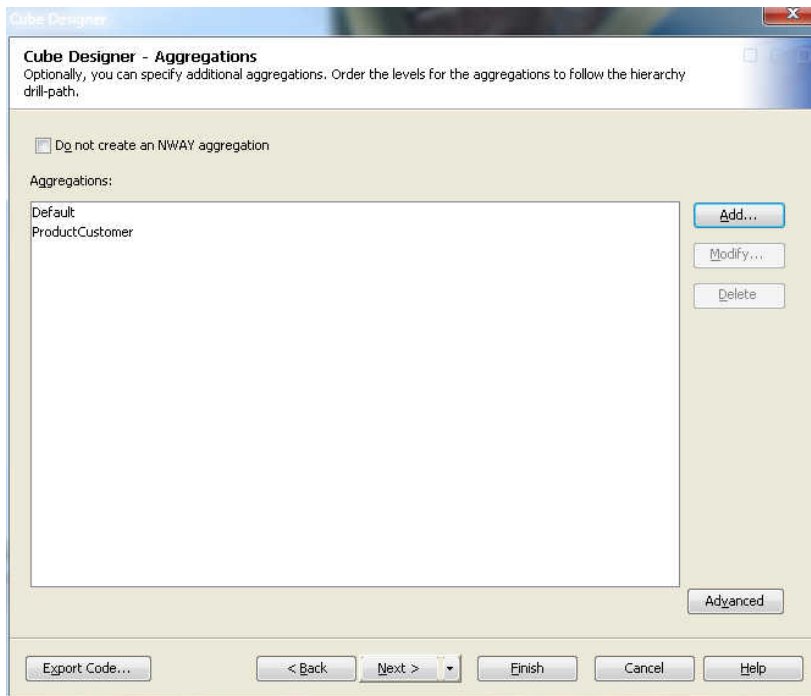 Cube Designer
Cube Designer - Aggregations
Optionally, you can specify additional aggregations. Order the levels for the aggregations to follow the hierarchy
drill-path.
Do not create an NWAY aggregation
Aggregations:
Default
ProductCustomer
Add...
Modify...
Delete
Advanced
Export Code...
< Back
Next >
Finish
Cancel
Help